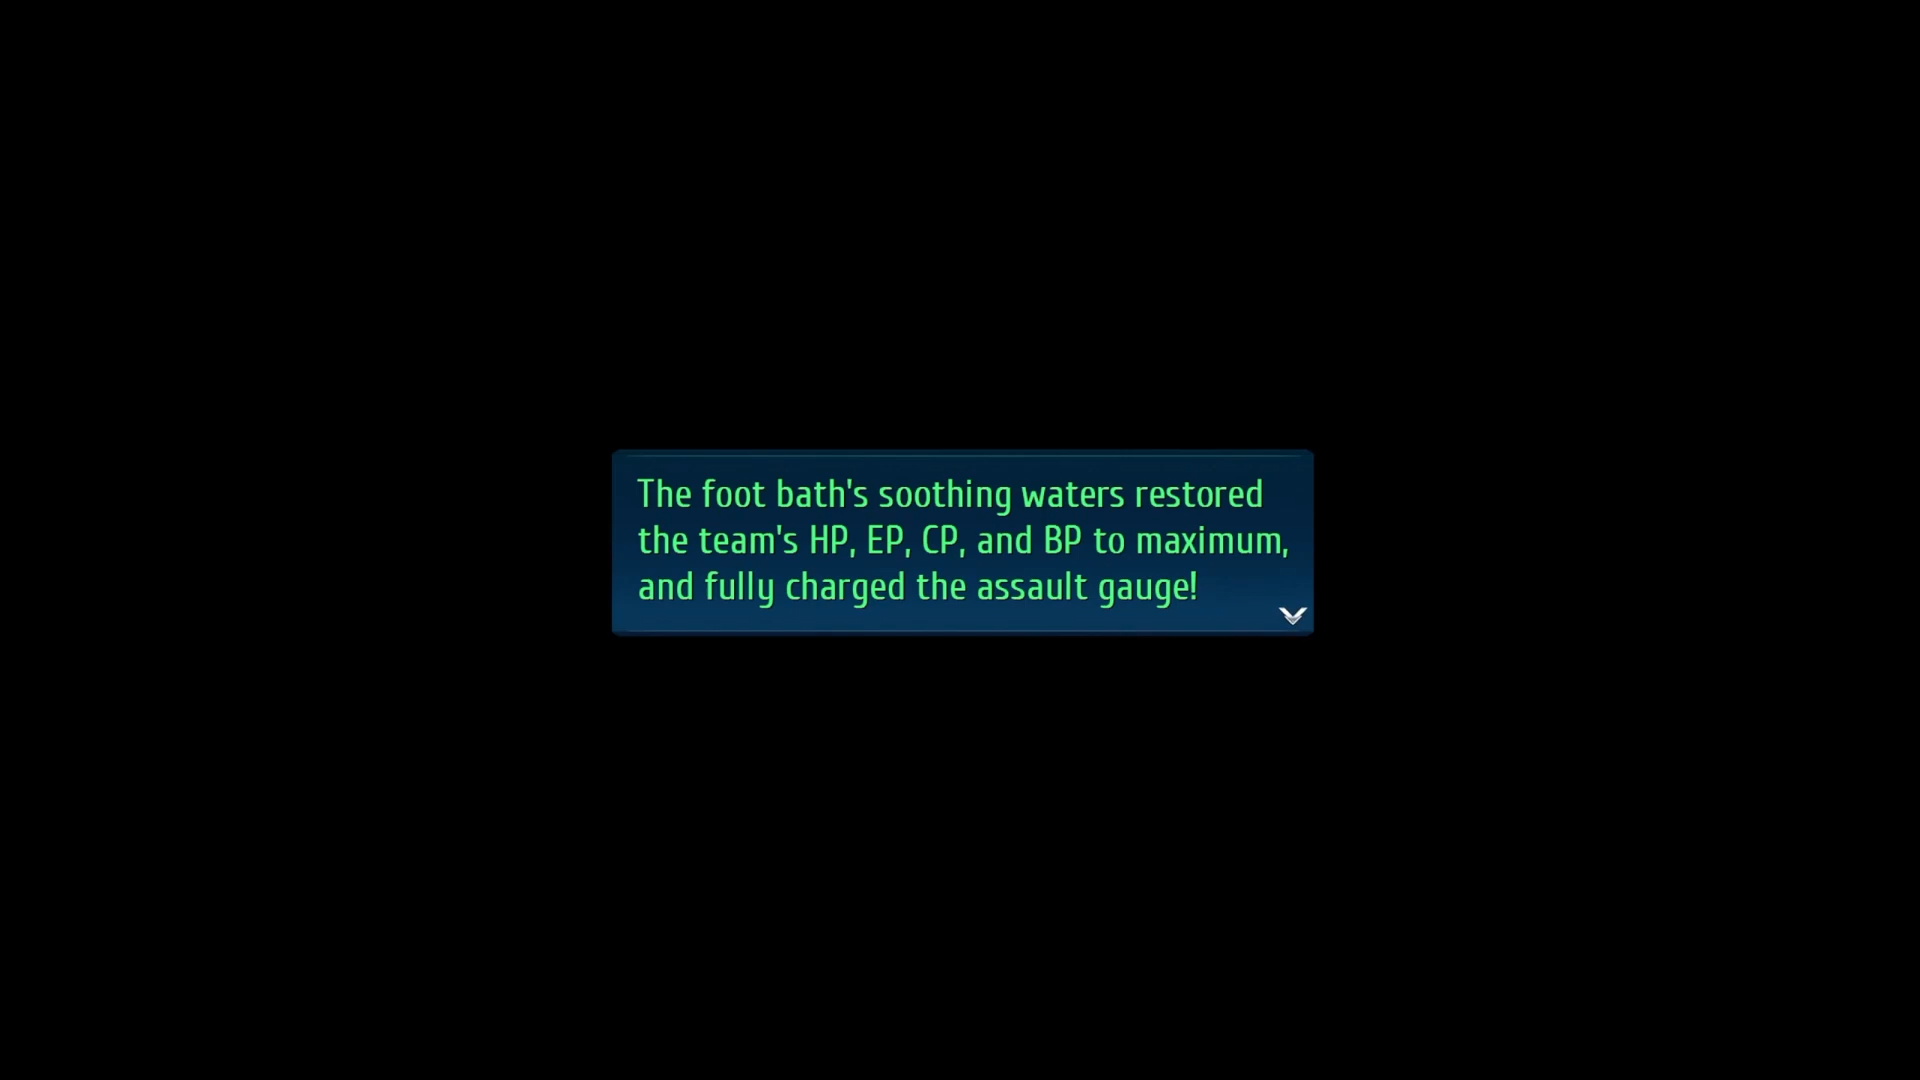 The foot bath's soothing waters restored
the team's HP, EP, CP, and BP to maximum,
and fully charged the assault gauge!